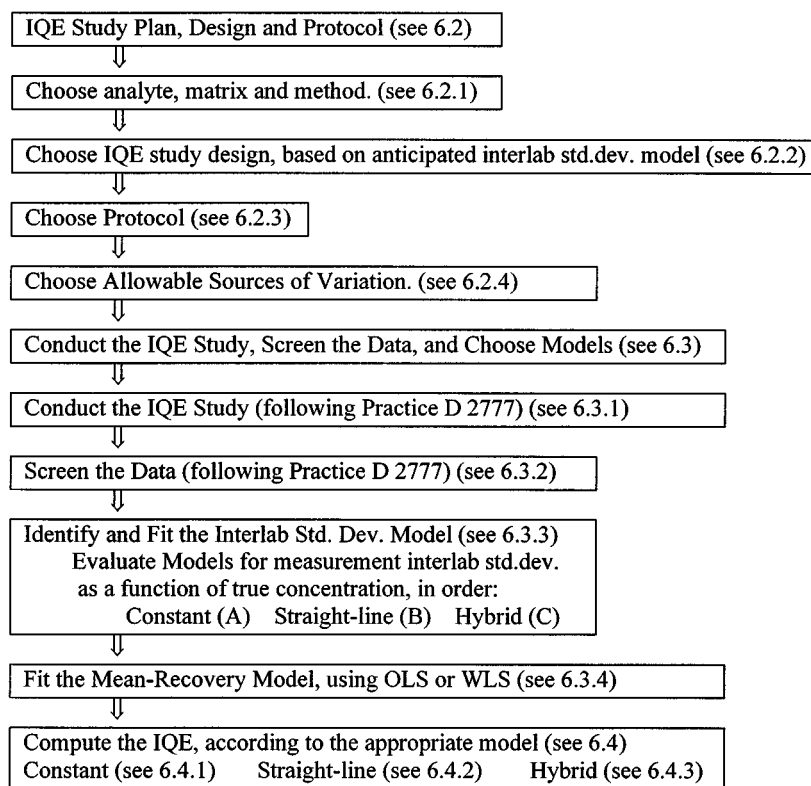 IQE Study Plan, Design and Protocol (see 6.2)
Choose analyte, matrix and method. (see 6.2.1)
Choose IQE study design, based on anticipated interlab std.dev. model (see 6.2.2)
Choose Protocol (see 6.2.3)
Choose Allowable Sources of Variation. (see 6.2.4)
Conduct the IQE Study, Screen the Data, and Choose Models (see 6.3)
Conduct the IQE Study (following Practice D 2777) (see 6.3.1)
Screen the Data (following Practice D 2777) (see 6.3.2)
Identify and Fit the Interlab Std. Dev. Model (see 6.3.3)
Evaluate Models for measurement interlab std.dev.
as a function of true concentration, in order:
Constant (A) Straight-line (B) Hybrid (C)
Fit the Mean-Recovery Model, using OLS or WLS (see 6.3.4)
Compute the IQE, according to the appropriate model (see 6.4)
Constant (see 6.4.1) Straight-line (see 6.4.2) Hybrid (see 6.4.3)